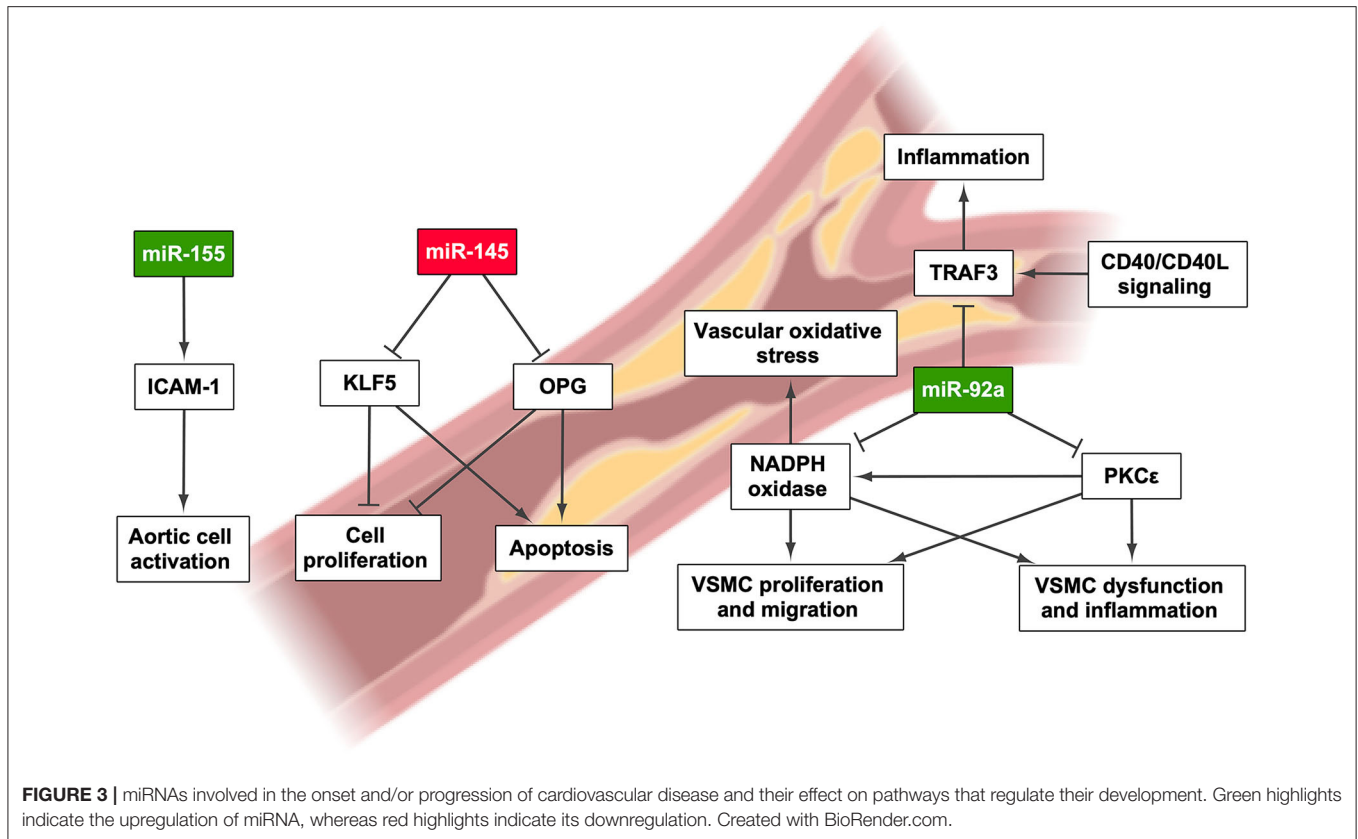 Inflammation
miR-155
miR-145
TRAF3
CD40/CD40L
signaling
Vascular oxidative
stress
ICAM-1
KLF5
OPG
miR-92a
NADPH
oxidase
PKCε
Aortic cell
activation
Cell
proliferation
Apoptosis
VSMC proliferation
and migration
VSMC dysfunction
and inflammation
FIGURE 3 | miRNAs involved in the onset and/or progression of cardiovascular disease and their effect on pathways that regulate their development. Green highlights
indicate the upregulation of miRNA, whereas red highlights indicate its downregulation. Created with BioRender.com.